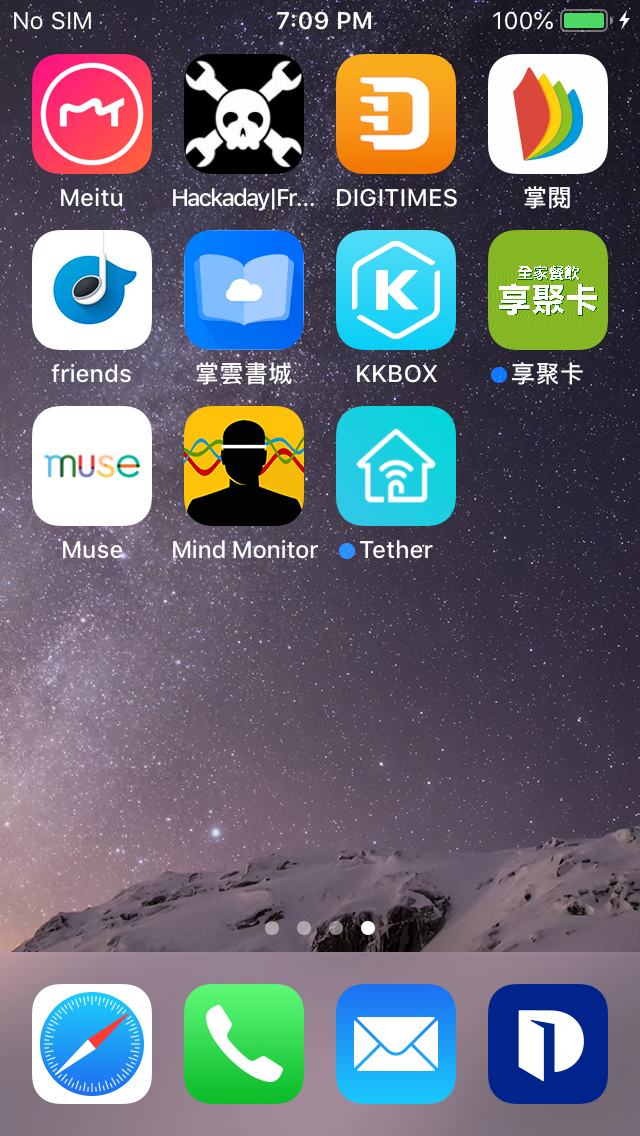 No SIM 7:09 PM 100%
Meitu Hackaday|Fr... DIGITIMES 掌閱
全家餐飲
享聚卡
friends 掌雲書城 KKBOX 享聚卡
muse
Muse Mind Monitor Tether